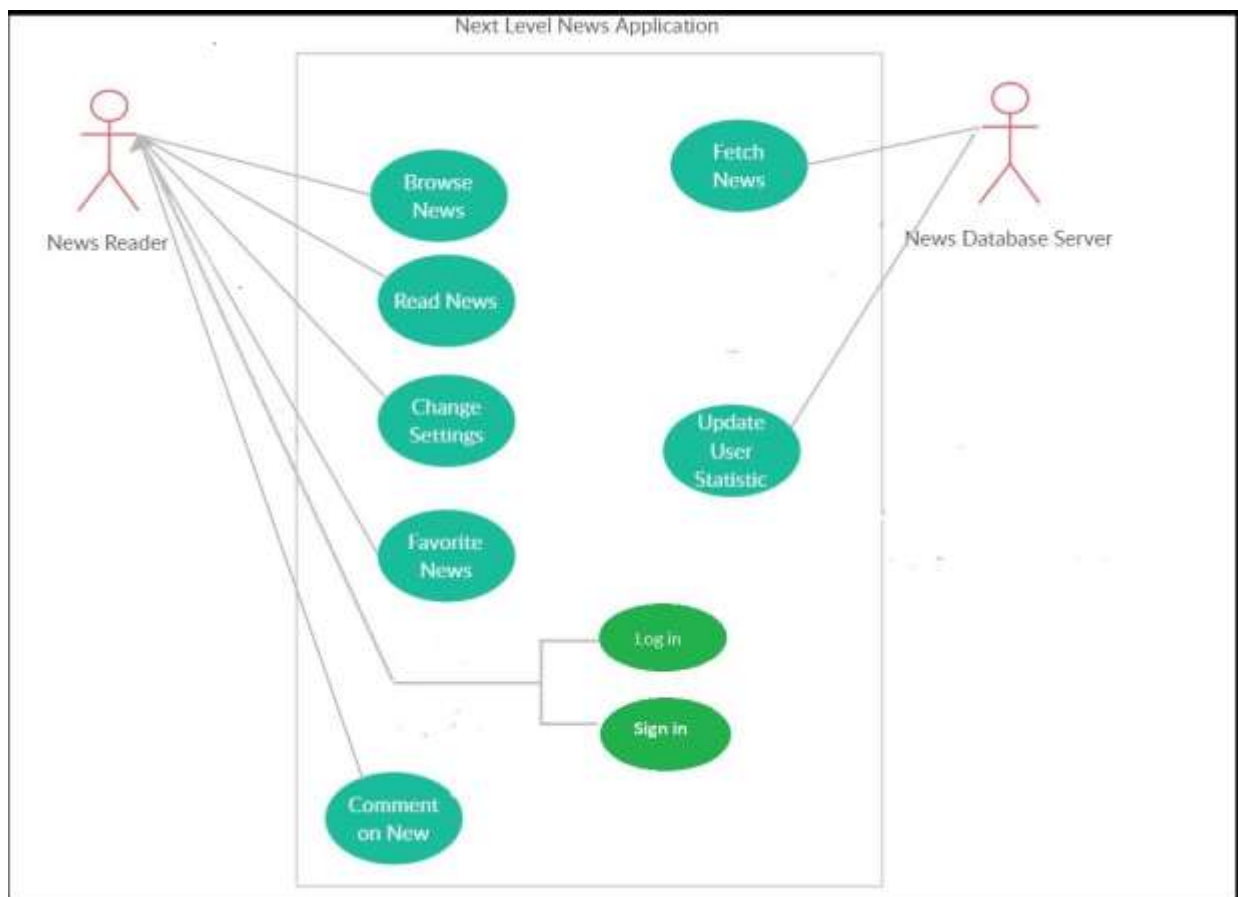 Next Level News Application
News Reader
Browse
News
Read News
Change
Settings
Favorite
News
Log in
Sign in
Comment
on New
Fetch
News
News Database Server
Update
User
Statistic